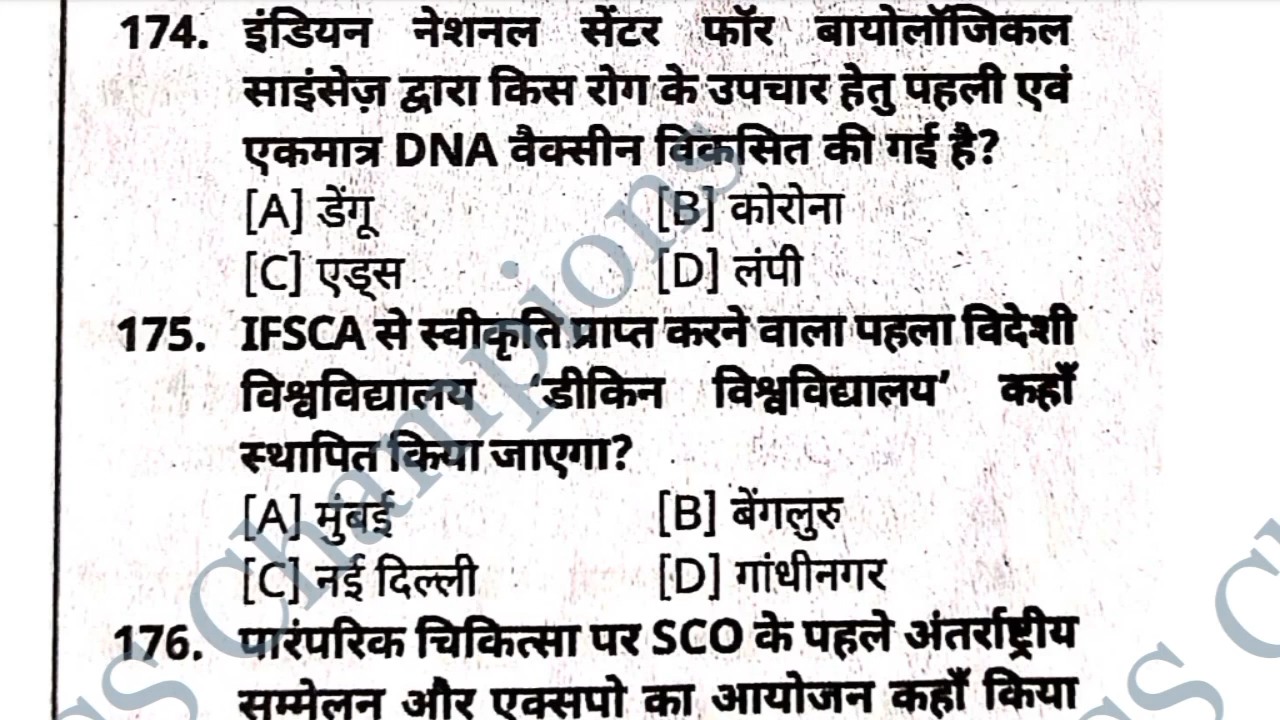 174. इंडियन नेशनल सेंटर फॉर बायोलॉजिकल
साइंसेज़ द्वारा किस रोग के उपचार हेतु पहली एवं
एकमात्र DNA वैक्सीन विकसित की गई है?
[A] डेंगू [B] कोरोना
[C] एड्स [D] लंपी
175. IFSCA से स्वीकृति प्राप्त करने वाला पहला विदेशी
विश्वविद्यालय 'डीकिन विश्वविद्यालय' कहाँ
स्थापित किया जाएगा?
[A] मुंबई [B] बेंगलुरु
[C] नई दिल्ली [D] गांधीनगर
176. पारंपरिक चिकित्सा पर SCO के पहले अंतर्राष्ट्रीय
सम्मेलन और एक्सपो का आयोजन कहाँ किया
Champions